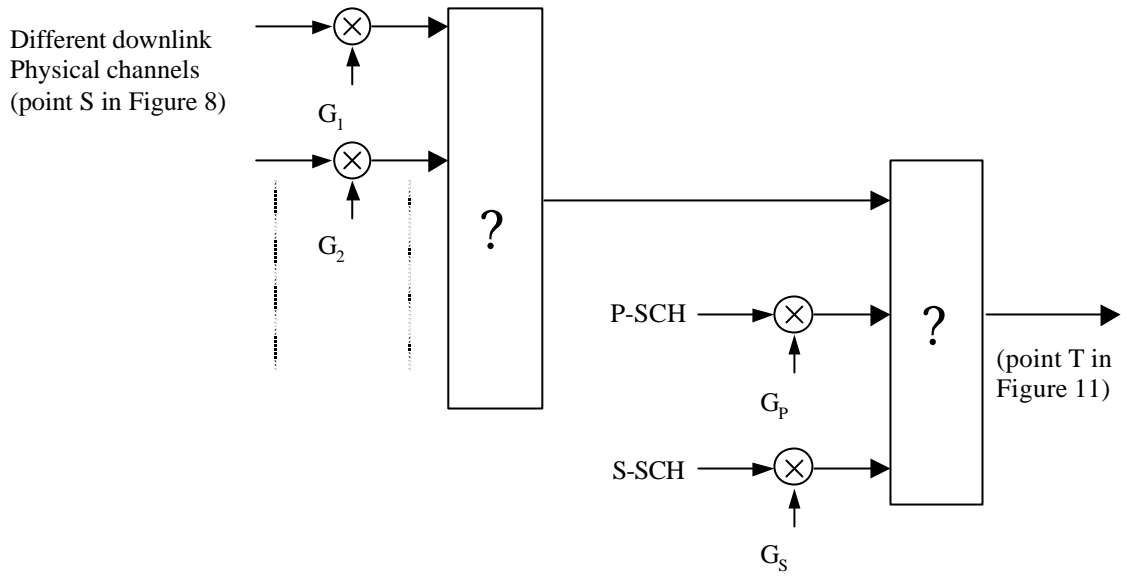 Different downlink
Physical channels
(point S in Figure 8)
G1
G2
?
P-SCH
GP
S-SCH
GS
?
(point T in
Figure 11)